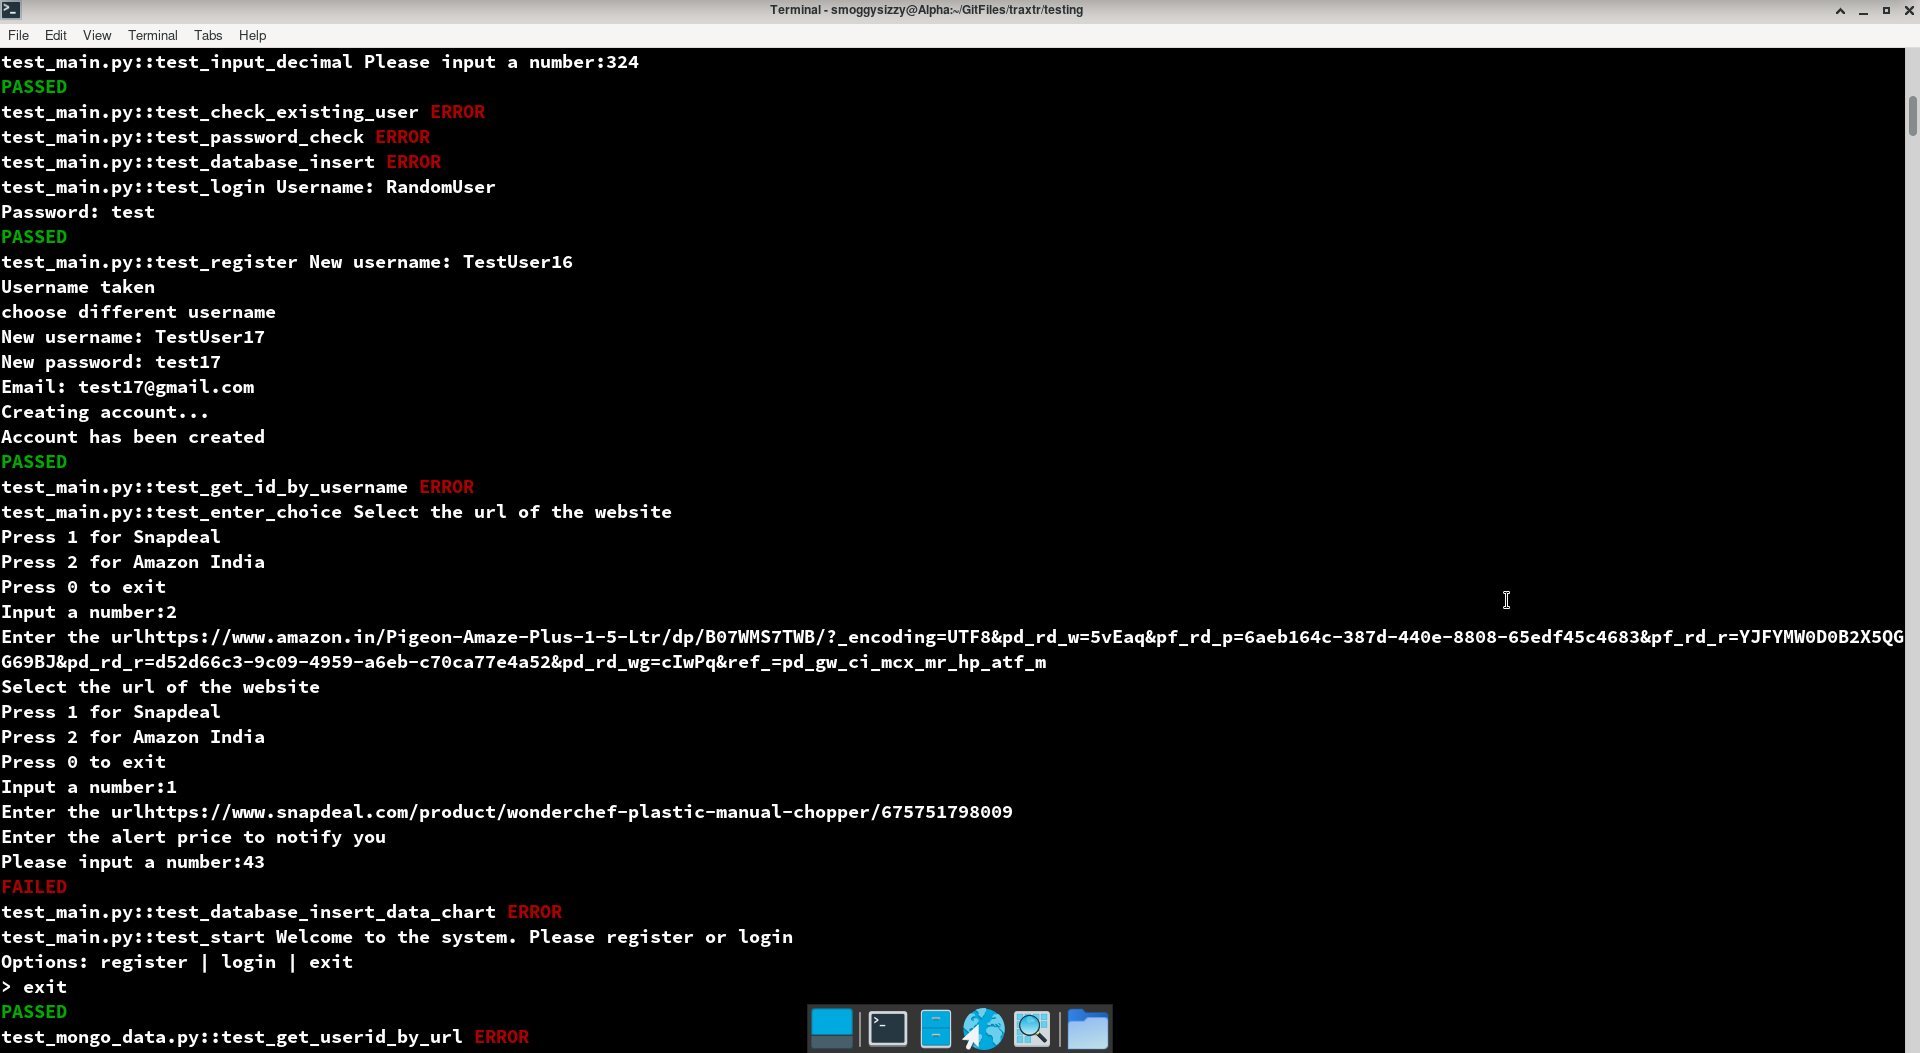 Terminal - smoggysizzy@Alpha:~/GitFiles/traxtr/testing
File Edit View Terminal Tabs Help
test_main.py::test_input_decimal Please input a number:324
PASSED
test_main.py::test_check_existing_user ERROR
test_main.py::test_password_check ERROR
test_main.py::test_database_insert ERROR
test_main.py::test_login Username: RandomUser
Password: test
PASSED
test_main.py::test_register New username: TestUser16
Username taken
choose different username
New username: TestUser17
New password: test17
Email: test17@gmail.com
Creating account...
Account has been created
PASSED
test_main.py::test_get_id_by_username ERROR
test_main.py::test_enter_choice Select the url of the website
Press 1 for Snapdeal
Press 2 for Amazon India
Press 0 to exit
Input a number:2
Enter the urlhttps://www.amazon.in/Pigeon-Amaze-Plus-1-5-Ltr/dp/B07WMS7TWB/?_encoding=UTF8&pd_rd_w=5vEaq&pf_rd_p=6aeb164c-387d-440e-8808-65edf45c4683&pf_rd_r=YJFYMW0D0B2X5QG
G69BJ&pd_rd_r=d52d66c3-9c09-4959-a6eb-c70ca77e4a52&pd_rd_wg=cIwPq&ref_=pd_gw_ci_mcx_mr_hp_atf_m
Select the url of the website
Press 1 for Snapdeal
Press 2 for Amazon India
Press 0 to exit
Input a number:1
Enter the urlhttps://www.snapdeal.com/product/wonderchef-plastic-manual-chopper/675751798009
Enter the alert price to notify you
Please input a number:43
FAILED
test_main.py::test_database_insert_data_chart ERROR
test_main.py::test_start Welcome to the system. Please register or login
Options: register | login | exit
> exit
PASSED
test_mongo_data.py::test_get_userid_by_url ERROR